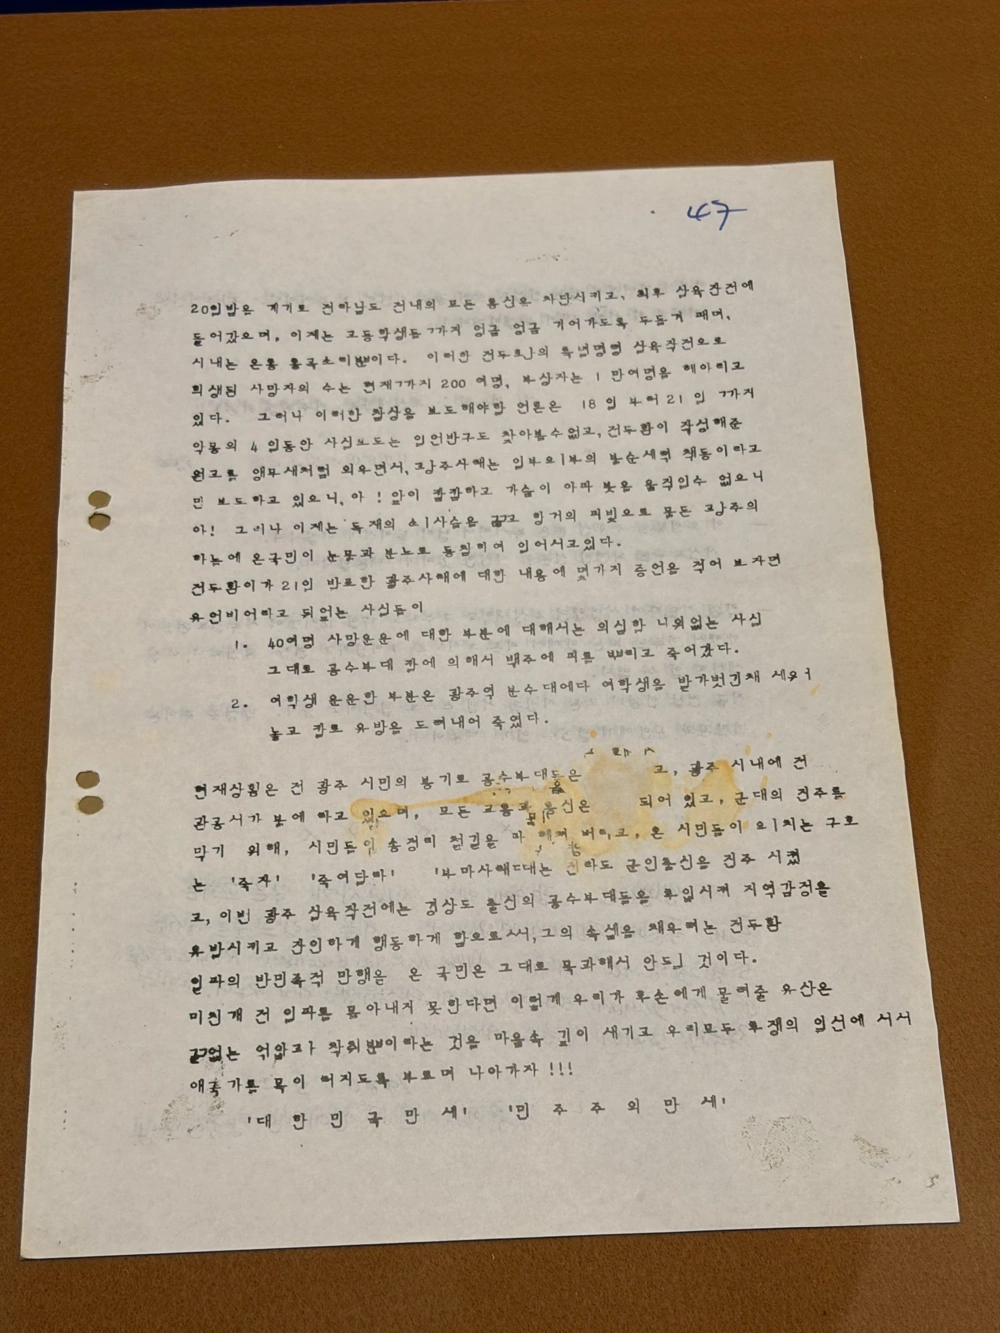 47
20일밤은 계기로 전라남도 전내의 모든 통신을 차단시키고, 최후 살육작전에
들어갔으며, 이제는 고등학생들까지 엉금 엉금 기어가도록 두들겨 패며,
시내는 온통 통곡소리뿐이다. 이러한 전두환의 특년명령 살육작전으로
희생된 사망자의 수는 현재까지 200 여명, 부상자는 1 만여명을 헤아리고
있다. 그러나 이러한 참상을 보도해야할 언론은 18 일 부터 21 일 까지
악몽의 4 일동안 사실보도는 일언반구도 찾아볼수없고, 전두환이 작성해준
원고를 앵무새처럼 외우면서, 광주사태는 일부외부의 불순세력 책동이라고
만 보도하고 있으니, 아 ! 앞이 캄캄하고 가슴이 아파 붓을 움직일수 없으니
아! 그러나 이제는 독재의 쇠사슬을 끊고 항거의 피빛으로 물든 광주의
하늘에 온국민이 눈물과 분노로 동참하여 일어서고있다.
전두환이가 21일 발표한 광주사태에 대한 내용에 몇가지 증언을 적어 보자면
유언비어라고 되있는 사실들이
1. 40여명 사망운운에 대한 부분에 대해서는 의심할 너위없는 사실
그대로 공수부대 칼에 의해서 백주에 피를 뿌리고 죽어갔다.
2. 여학생 운운한 부분은 광주역 분수대에다 여학생을 발가벗긴채 세워
놓고 칼로 유방을 도려내어 죽였다.
현재상황은 전 광주 시민의 봉기로 공수부대들은 고, 광주 시내에 전
관공서가 불에 타고 있으며, 모든 교통과 통신은 되어 있고, 군대의 진주를
막기 위해, 시민들이 송정리 철길을 마 해쳐 버리고, 온 시민들이 외치는 구호
는 '죽자' '죽여달라' '부마사태때는 전라도 군인출신을 진주 시켰
고, 이번 광주 살육작전에는 경상도 출신의 공수부대들을 투입시켜 지역감정을
유발시키고 잔인하게 행동하게 함으로써, 그의 속셈을 채우려는 전두환
일파의 반민족적 만행을 온 국민은 그대로 묵과해서 안될 것이다.
미친개 전 일파를 몰아내지 못한다면 이렇게 우리가 후손에게 물려줄 유산은
끝없는 억압과 착취뿐이라는 것을 마음속 깊이 새기고 우리모두 투쟁의 일선에 서서
애국가를 목이 터지도록 부르며 나아가자 !!!
'대 한 민 국 만 세' '민 주 주 의 만 세'